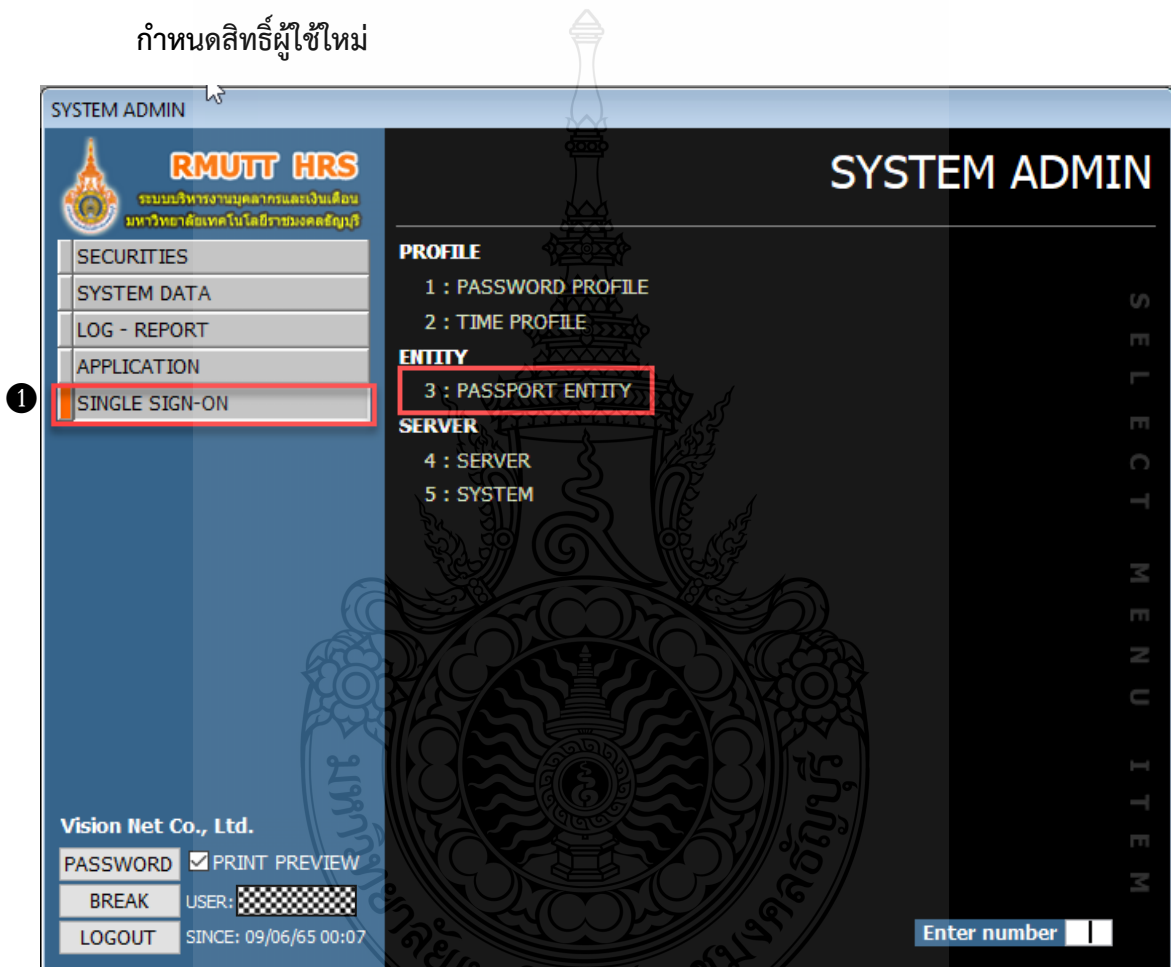 กำหนดสิทธิ์ผู้ใช้ใหม่
SYSTEM ADMIN
RMUTT HRS
ระบบบริหารงานบุคลากรและเงินเดือน
มหาวิทยาลัยเทคโนโลยีราชมงคลธัญบุรี
SYSTEM ADMIN
1
SECURITIES
SYSTEM DATA
LOG - REPORT
APPLICATION
SINGLE SIGN-ON
PROFILE
1 : PASSWORD PROFILE
2 : TIME PROFILE
ENTITY
3 : PASSPORT ENTITY
SERVER
4 : SERVER
5 : SYSTEM
SELECT MENU ITEM
Vision Net Co., Ltd.
PASSWORD PRINT PREVIEW
BREAK USER:
LOGOUT SINCE: 09/06/65 00:07
Enter number